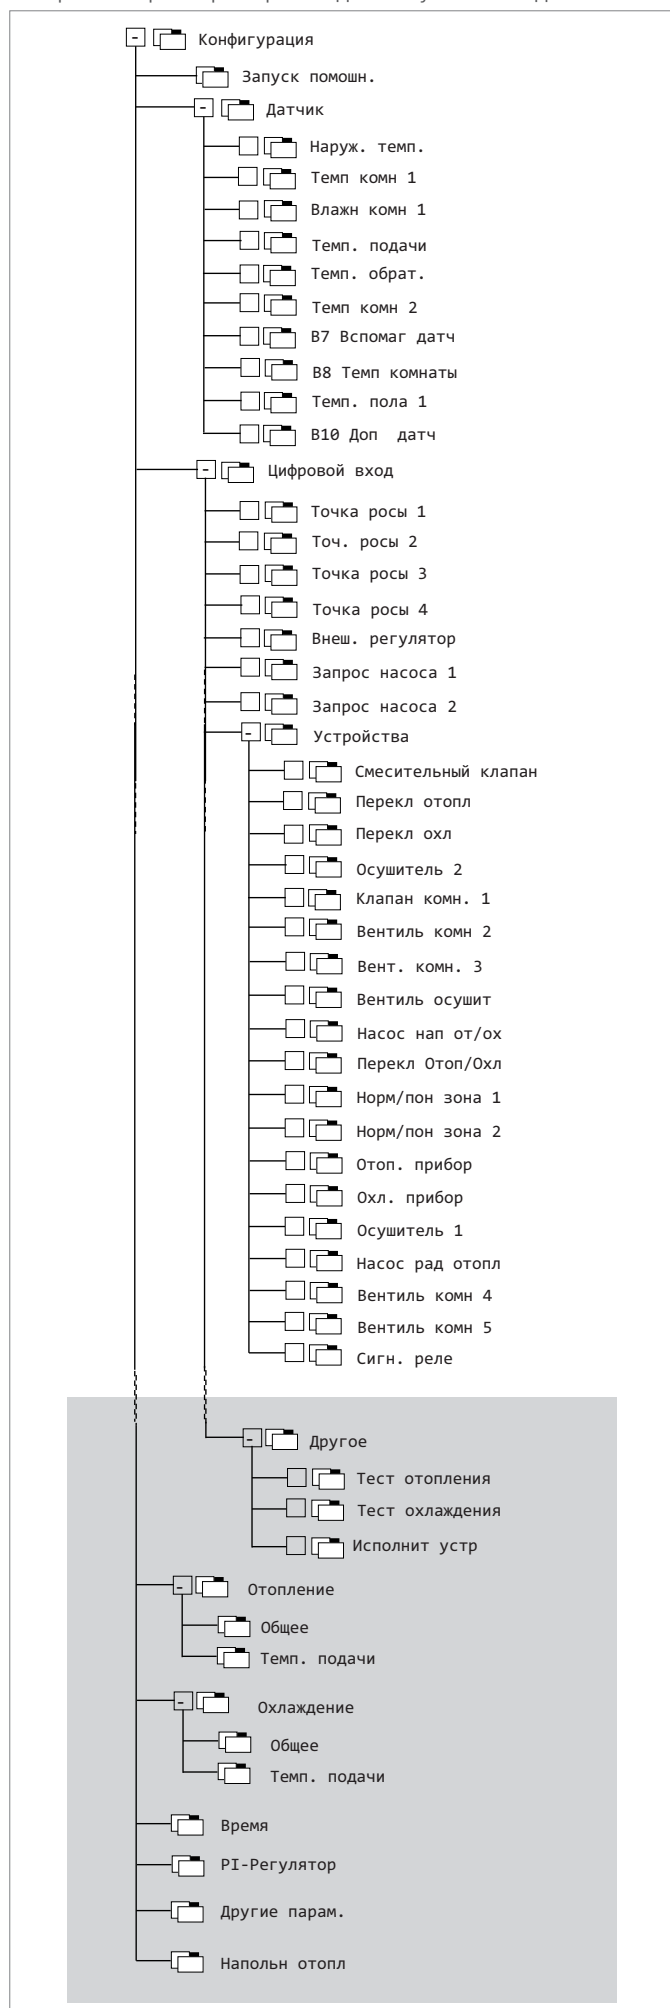 Конфигурация
Запуск помошн.
Датчик
Наруж. темп.
Темп комн 1
Влажн комн 1
Темп. подачи
Темп. обрат.
Темп комн 2
B7 Вспомаг датч
B8 Темп комнаты
Темп. пола 1
B10 Доп  датч
Цифровой вход
Точка росы 1
Точ. росы 2
Точка росы 3
Точка росы 4
Внеш. регулятор
Запрос насоса 1
Запрос насоса 2
Устройства
Смесительный клапан
Перекл отопл
Перекл охл
Осушитель 2
Клапан комн. 1
Вентиль комн 2
Вент. комн. 3
Вентиль осушит
Насос нап от/ох
Перекл Отоп/Охл
Норм/пон зона 1
Норм/пон зона 2
Отоп. прибор
Охл. прибор
Осушитель 1
Насос рад отопл
Вентиль комн 4
Вентиль комн 5
Сигн. реле
Другое
Тест отопления
Тест охлаждения
Исполнит устр
Отопление
Общее
Темп. подачи
Охлаждение
Общее
Темп. подачи
Время
PI-Регулятор
Другие парам.
Напольн отопл